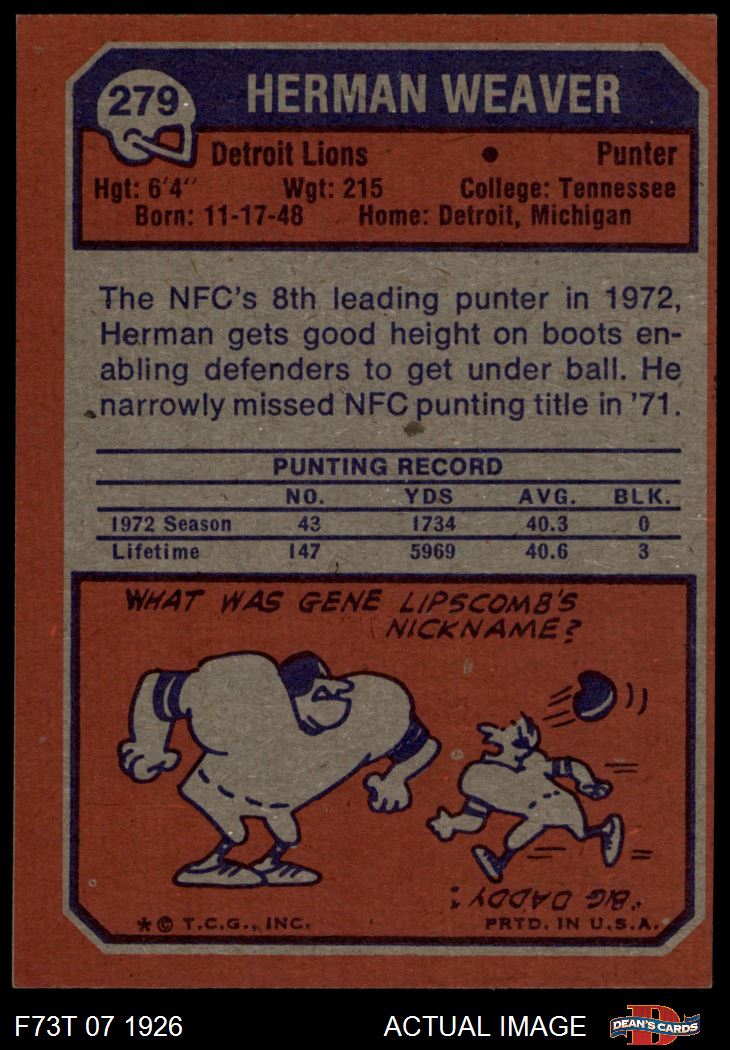 279
HERMAN WEAVER
Detroit Lions • Punter
Hgt: 6'4" Wgt: 215 College: Tennessee
Born: 11-17-48 Home: Detroit, Michigan
The NFC's 8th leading punter in 1972,
Herman gets good height on boots en-
abling defenders to get under ball. He
narrowly missed NFC punting title in '71.
PUNTING RECORD
NO. YDS AVG. BLK.
1972 Season 43 1734 40.3 0
Lifetime 147 5969 40.6 3
WHAT WAS GENE LIPSCOMB'S
NICKNAME?
"BIG DADDY"
* © T.C.G., INC. PRTD. IN U.S.A.
F73T 07 1926 ACTUAL IMAGE
D
DEAN'S CARDS